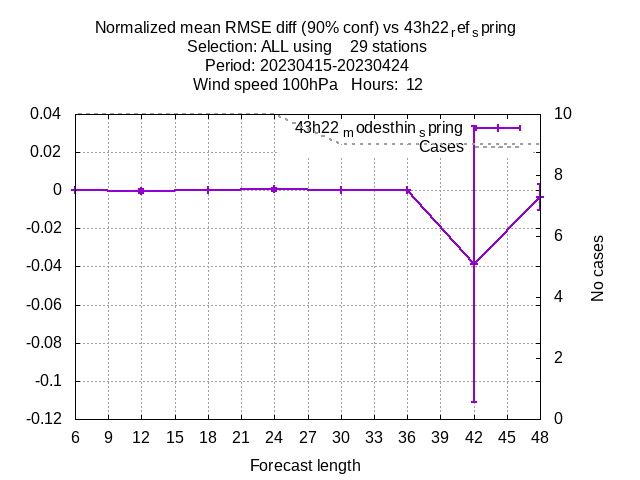 Normalized mean RMSE diff (90% conf) vs 43h22refspring
Selection: ALL using 29 stations
Period: 20230415-20230424
Wind speed 100hPa Hours: 12
43h22modesthinspring
Cases
0.04
0.02
0
-0.02
-0.04
-0.06
-0.08
-0.1
-0.12
10
8
6
4
2
0
No cases
6 9 12 15 18 21 24 27 30 33 36 39 42 45 48
Forecast length